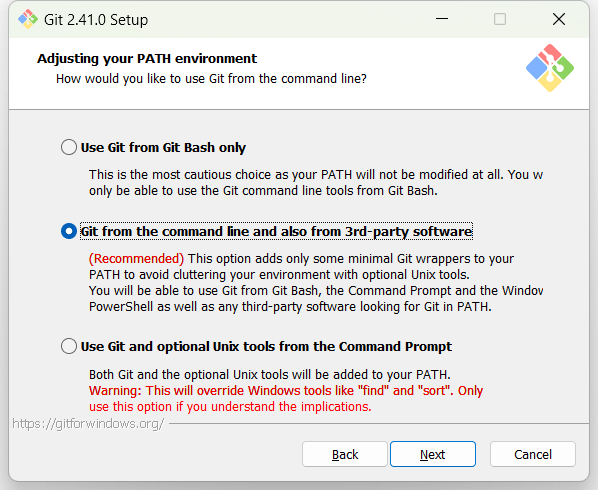 Git 2.41.0 Setup
Adjusting your PATH environment
How would you like to use Git from the command line?
Use Git from Git Bash only
This is the most cautious choice as your PATH will not be modified at all. You w
only be able to use the Git command line tools from Git Bash.
Git from the command line and also from 3rd-party software
(Recommended) This option adds only some minimal Git wrappers to your
PATH to avoid cluttering your environment with optional Unix tools.
You will be able to use Git from Git Bash, the Command Prompt and the Window
PowerShell as well as any third-party software looking for Git in PATH.
Use Git and optional Unix tools from the Command Prompt
Both Git and the optional Unix tools will be added to your PATH.
Warning: This will override Windows tools like "find" and "sort". Only
use this option if you understand the implications.
https://gitforwindows.org/
Back Next Cancel